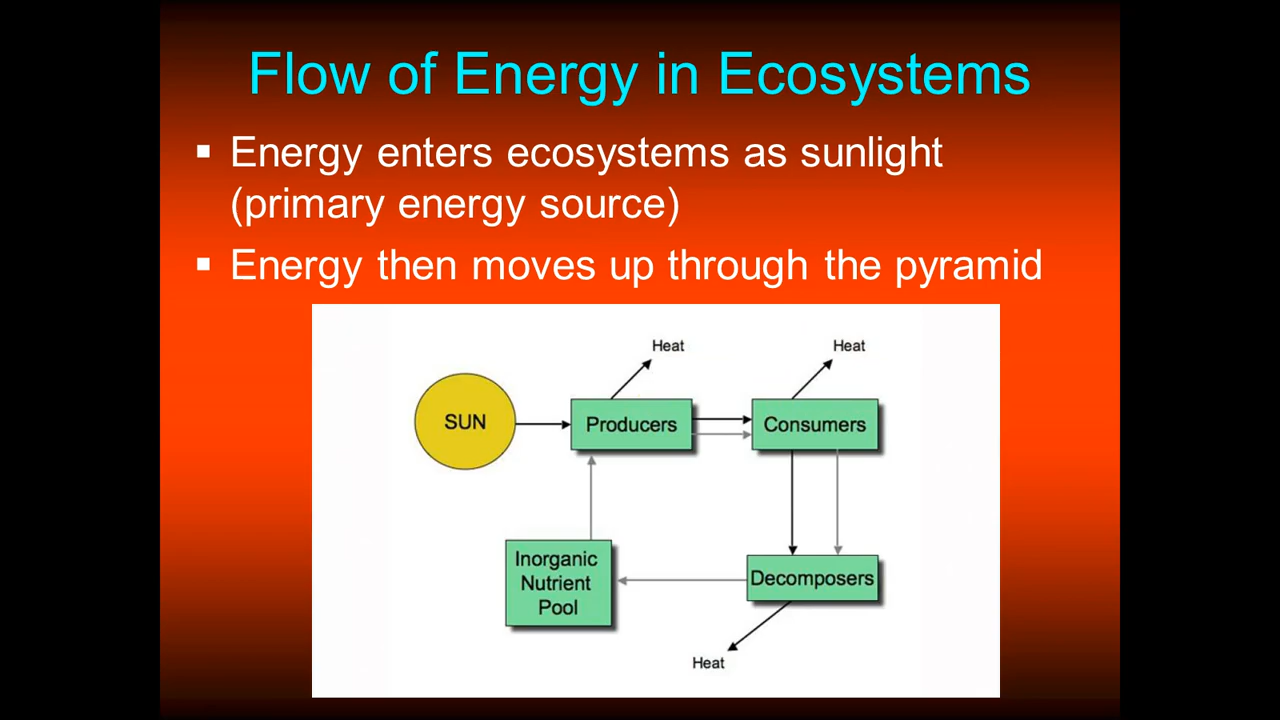 Flow of Energy in Ecosystems
▪ Energy enters ecosystems as sunlight
(primary energy source)
▪ Energy then moves up through the pyramid
Heat
Heat
SUN
Producers
Consumers
Inorganic
Nutrient
Pool
Decomposers
Heat